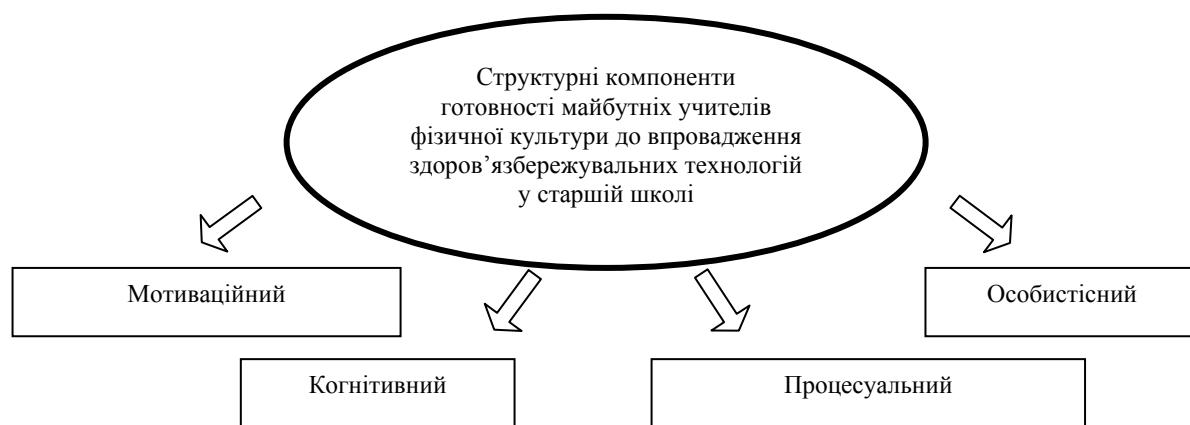 Структурні компоненти
готовності майбутніх учителів
фізичної культури до впровадження
здоров’язбережувальних технологій
у старшій школі
Мотиваційний
Особистісний
Когнітивний
Процесуальний